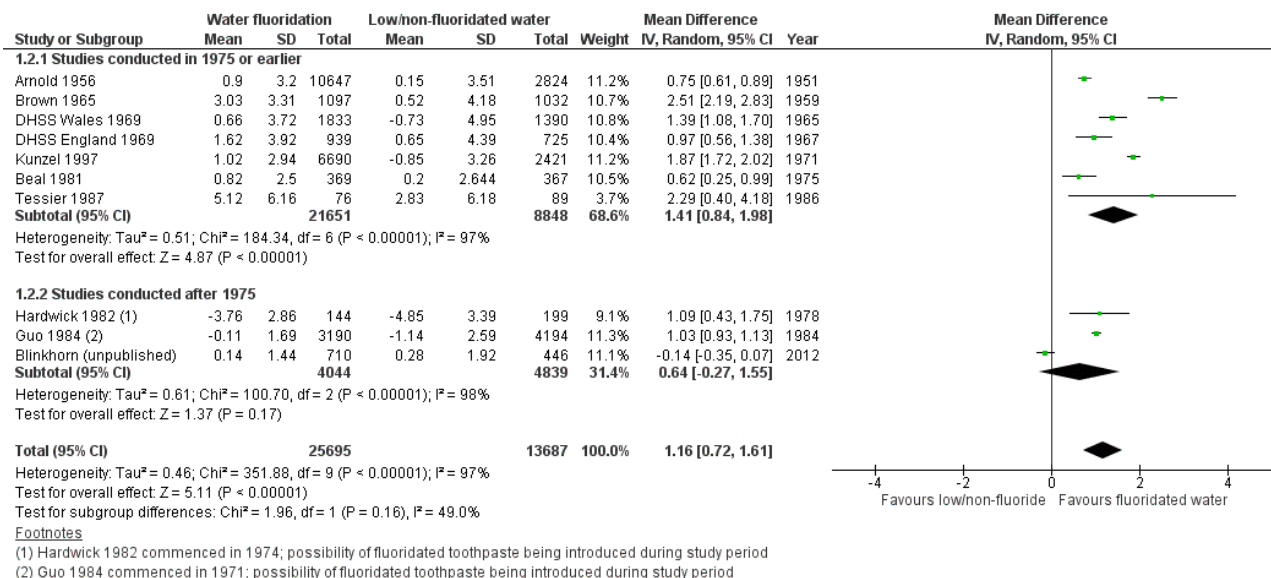 Water fluoridation Low/non-fluoridated water Mean Difference Mean Difference
Study or Subgroup Mean SD Total Mean SD Total Weight IV, Random, 95% CI Year IV, Random, 95% CI
1.2.1 Studies conducted in 1975 or earlier
Arnold 1956 0.9 3.2 10647 0.15 3.51 2824 11.2% 0.75 [0.61, 0.89] 1951
Brown 1965 3.03 3.31 1097 0.52 4.18 1032 10.7% 2.51 [2.19, 2.83] 1959
DHSS Wales 1969 0.66 3.72 1833 -0.73 4.95 1390 10.8% 1.39 [1.08, 1.70] 1965
DHSS England 1969 1.62 3.92 939 0.65 4.39 725 10.4% 0.97 [0.56, 1.38] 1967
Kunzel 1997 1.02 2.94 6690 -0.85 3.26 2421 11.2% 1.87 [1.72, 2.02] 1971
Beal 1981 0.82 2.5 369 0.2 2.644 367 10.5% 0.62 [0.25, 0.99] 1975
Tessier 1987 5.12 6.16 76 2.83 6.18 89 3.7% 2.29 [0.40, 4.18] 1986
Subtotal (95% CI) 21651 8848 68.6% 1.41 [0.84, 1.98]
Heterogeneity: Tau² = 0.51; Chi² = 184.34, df = 6 (P < 0.00001); I² = 97%
Test for overall effect: Z = 4.87 (P < 0.00001)
1.2.2 Studies conducted after 1975
Hardwick 1982 (1) -3.76 2.86 144 -4.85 3.39 199 9.1% 1.09 [0.43, 1.75] 1978
Guo 1984 (2) -0.11 1.69 3190 -1.14 2.59 4194 11.3% 1.03 [0.93, 1.13] 1984
Blinkhorn (unpublished) 0.14 1.44 710 0.28 1.92 446 11.1% -0.14 [-0.35, 0.07] 2012
Subtotal (95% CI) 4044 4839 31.4% 0.64 [-0.27, 1.55]
Heterogeneity: Tau² = 0.61; Chi² = 100.70, df = 2 (P < 0.00001); I² = 98%
Test for overall effect: Z = 1.37 (P = 0.17)
Total (95% CI) 25695 13687 100.0% 1.16 [0.72, 1.61]
Heterogeneity: Tau² = 0.46; Chi² = 351.88, df = 9 (P < 0.00001); I² = 97%
Test for overall effect: Z = 5.11 (P < 0.00001)
Test for subgroup differences: Chi² = 1.96, df = 1 (P = 0.16), I² = 49.0%
-4 -2 0 2 4
Favours low/non-fluoride Favours fluoridated water
Footnotes
(1) Hardwick 1982 commenced in 1974; possibility of fluoridated toothpaste being introduced during study period
(2) Guo 1984 commenced in 1971; possibility of fluoridated toothpaste being introduced during study period